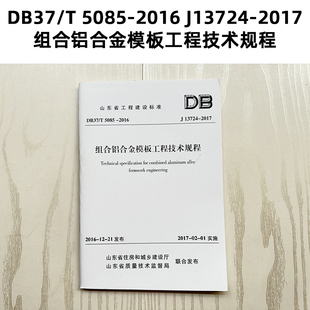 DB37/T 5085-2016 J13724-2017
组合铝合金模板工程技术规程
山东省工程建设标准
DB
DB37/T 5085 -2016
J 13724-2017
组合铝合金模板工程技术规程
Technical specification for combined aluminum alloy
formwork engineering
2016-12-21 发布
2017-02-01 实施
山东省住房和城乡建设厅
山东省质量技术监督局
联合发布